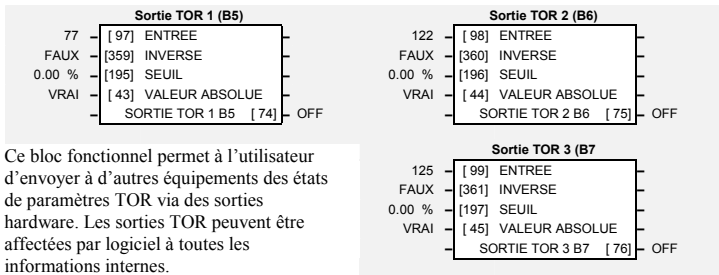 Sortie TOR 1 (B5)
77 [ 97] ENTREE
FAUX [359] INVERSE
0.00 % [195] SEUIL
VRAI [ 43] VALEUR ABSOLUE
SORTIE TOR 1 B5 [ 74] OFF
Sortie TOR 2 (B6)
122 [ 98] ENTREE
FAUX [360] INVERSE
0.00 % [196] SEUIL
VRAI [ 44] VALEUR ABSOLUE
SORTIE TOR 2 B6 [ 75] OFF
Ce bloc fonctionnel permet à l'utilisateur
d'envoyer à d'autres équipements des états
de paramètres TOR via des sorties
hardware. Les sorties TOR peuvent être
affectées par logiciel à toutes les
informations internes.
Sortie TOR 3 (B7
125 [ 99] ENTREE
FAUX [361] INVERSE
0.00 % [197] SEUIL
VRAI [ 45] VALEUR ABSOLUE
SORTIE TOR 3 B7 [ 76] OFF